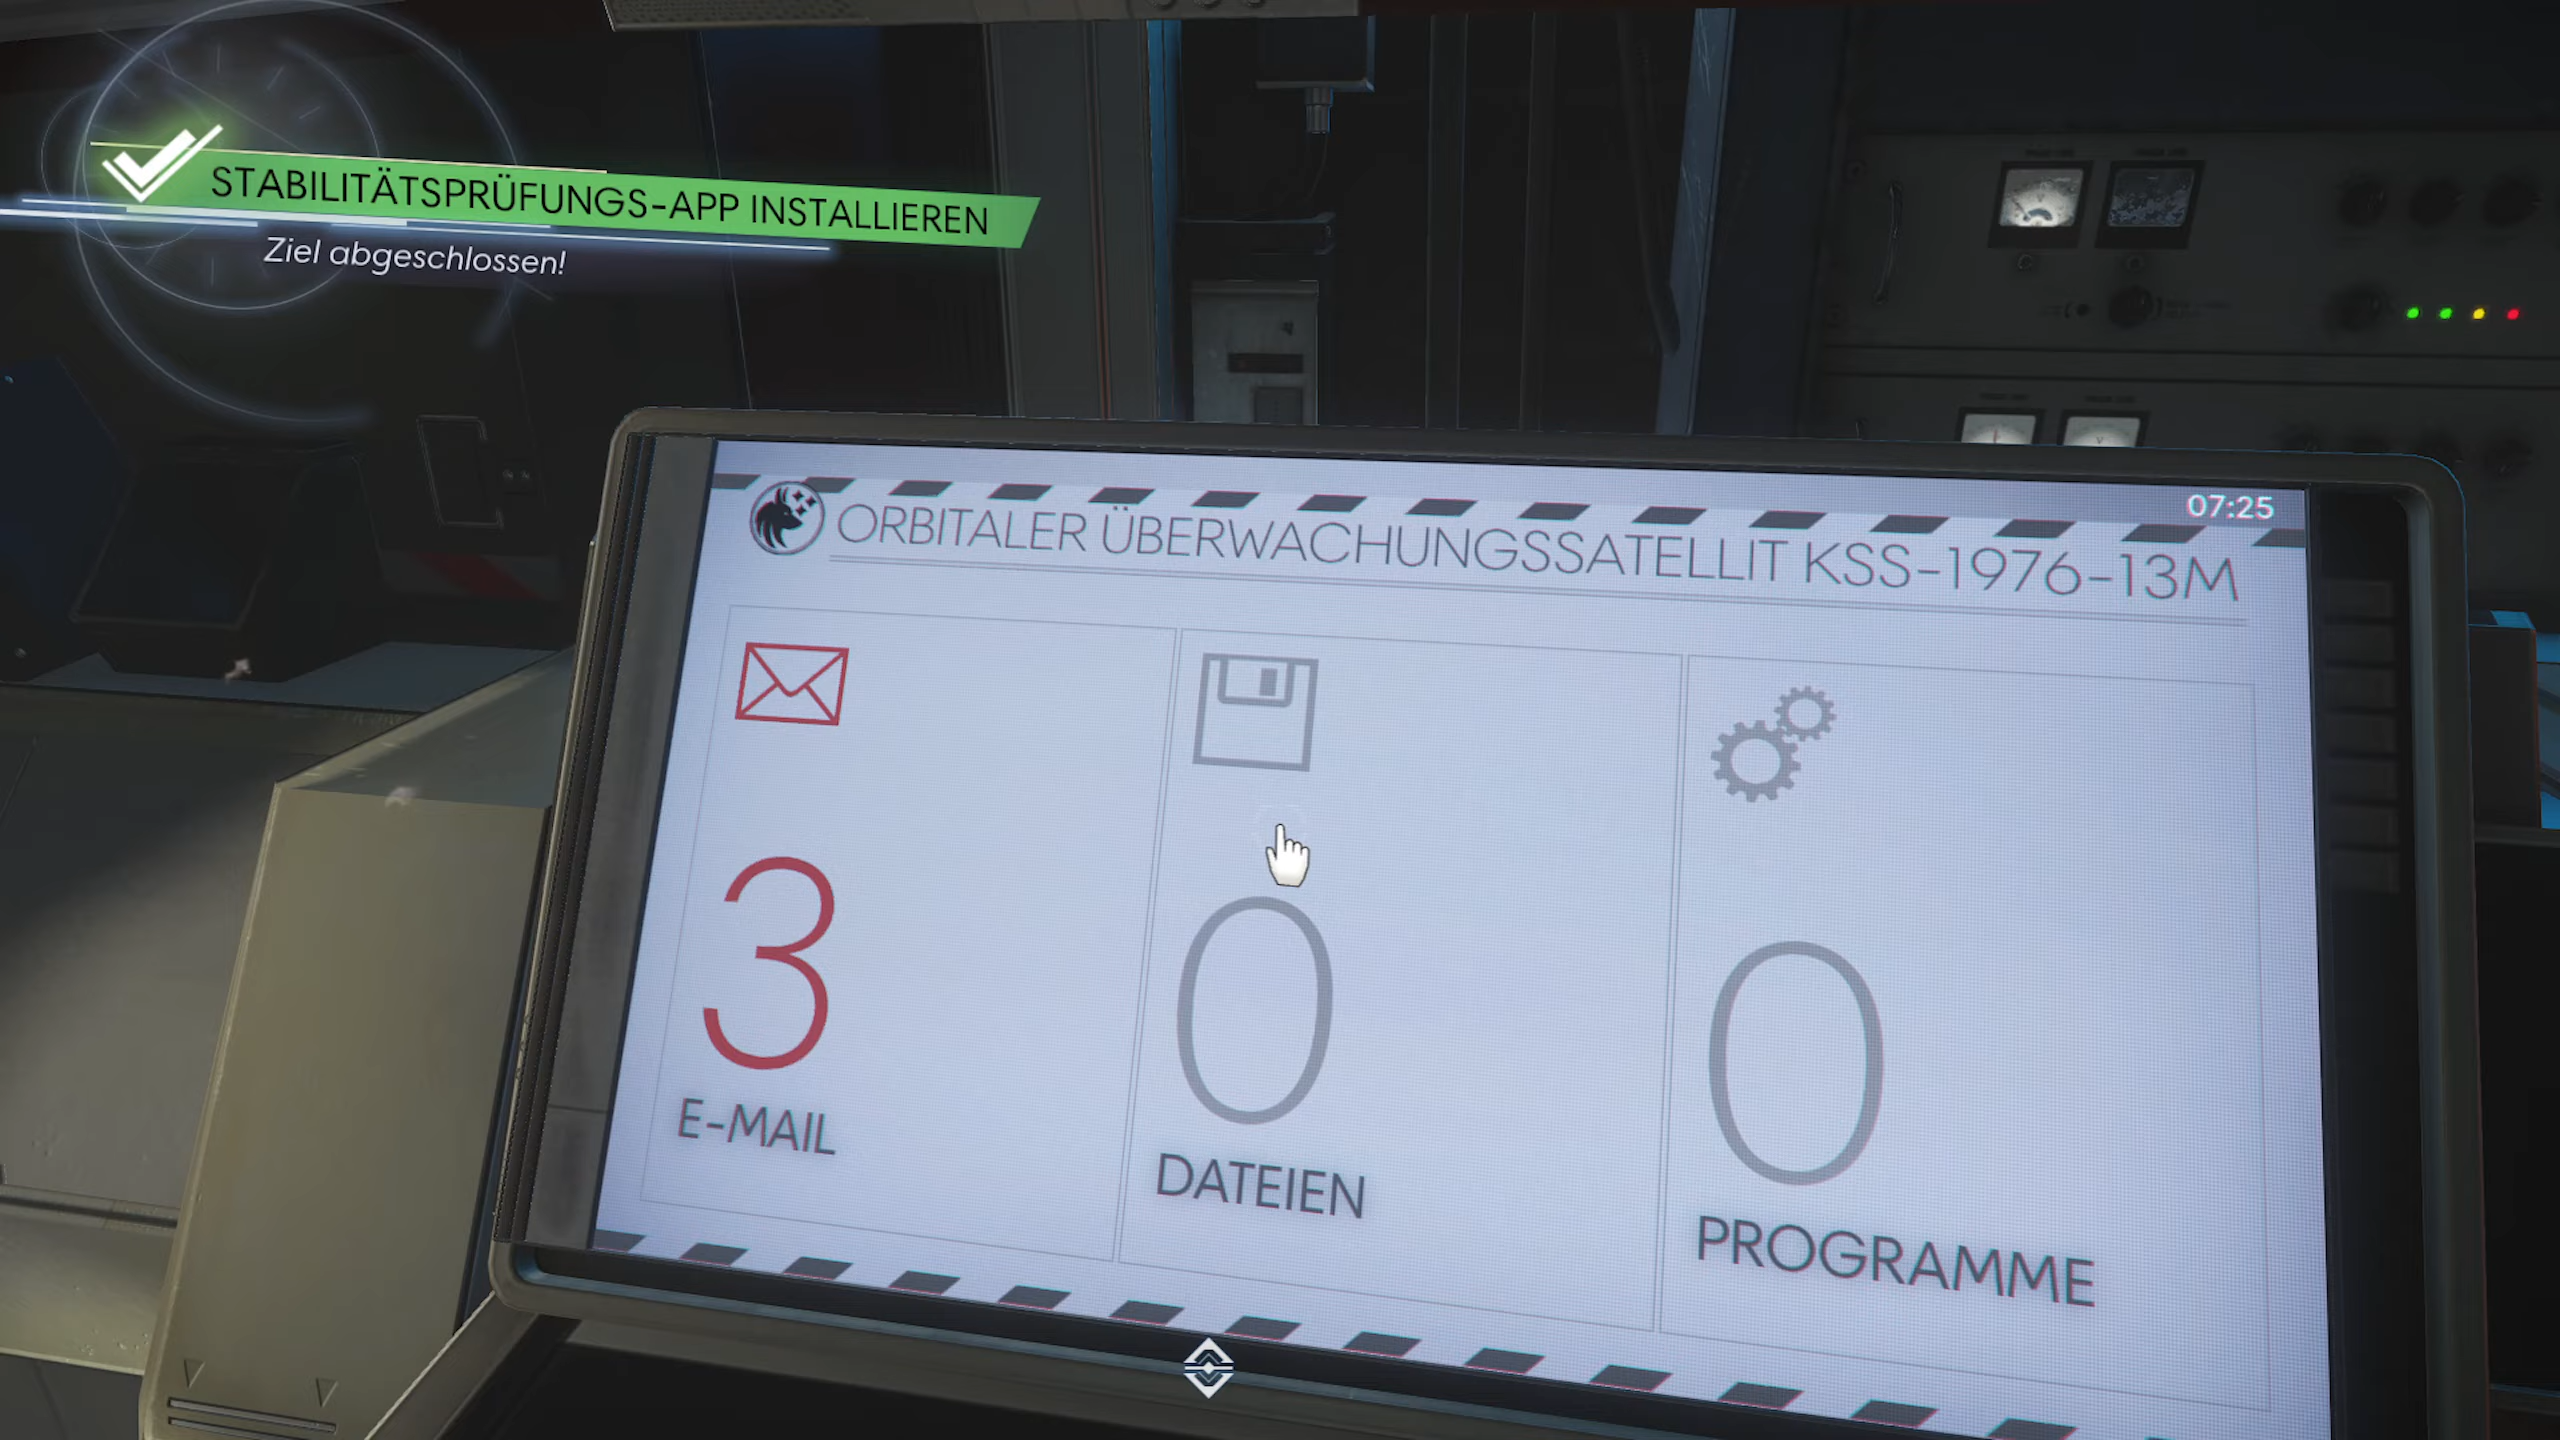 STABILITÄTSPRÜFUNGS-APP INSTALLIEREN
Ziel abgeschlossen!
07:25
ORBITALER ÜBERWACHUNGSSATELLIT KSS-1976-13M
3
E-MAIL
0
DATEIEN
0
PROGRAMME